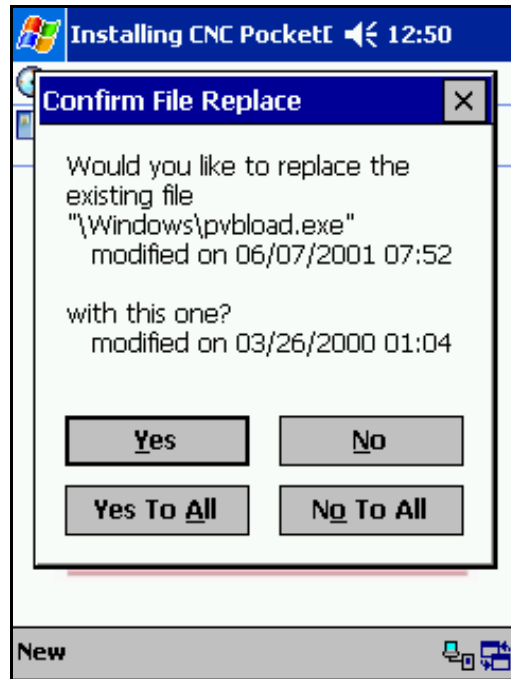 Installing CNC Pocket[ 12:50
Confirm File Replace
Would you like to replace the
existing file
"\Windows\pvbload.exe"
modified on 06/07/2001 07:52
with this one?
modified on 03/26/2000 01:04
Yes No
Yes To All No To All
New